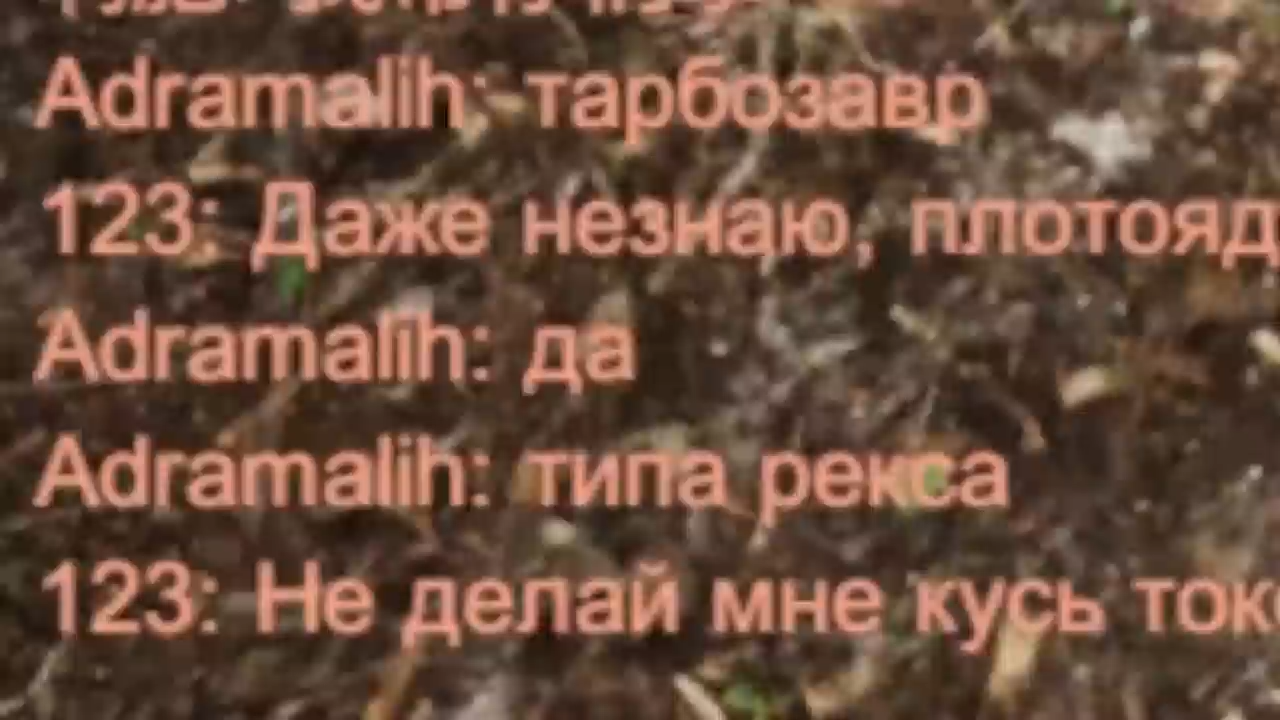 Adramalih: тарбозавр
123: Даже незнаю, плотояд
Adramalih: да
Adramalih: типа рекса
123: Не делай мне кусь ток